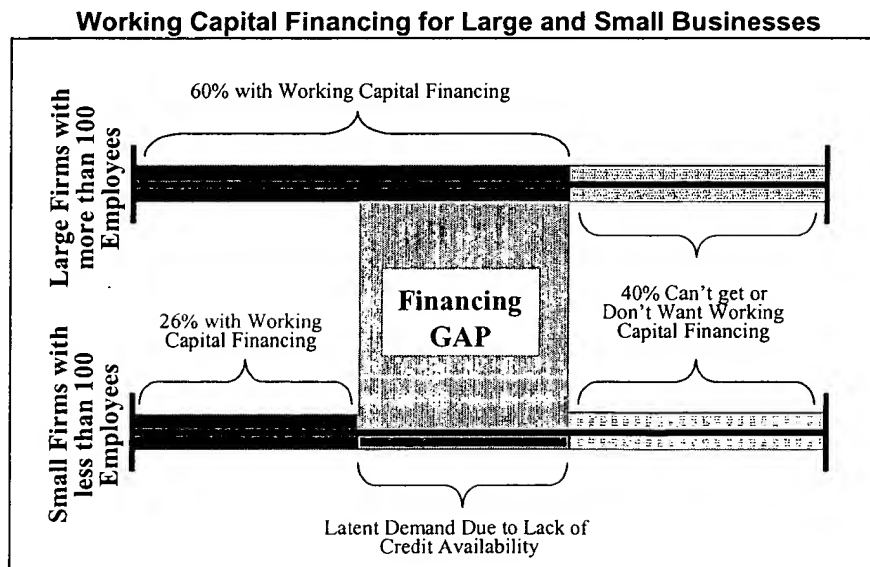 Working Capital Financing for Large and Small Businesses
60% with Working Capital Financing
Large Firms with
more than 100
Employees
Financing
GAP
40% Can't get or
Don't Want Working
Capital Financing
26% with Working
Capital Financing
Small Firms with
less than 100
Employees
Latent Demand Due to Lack of
Credit Availability